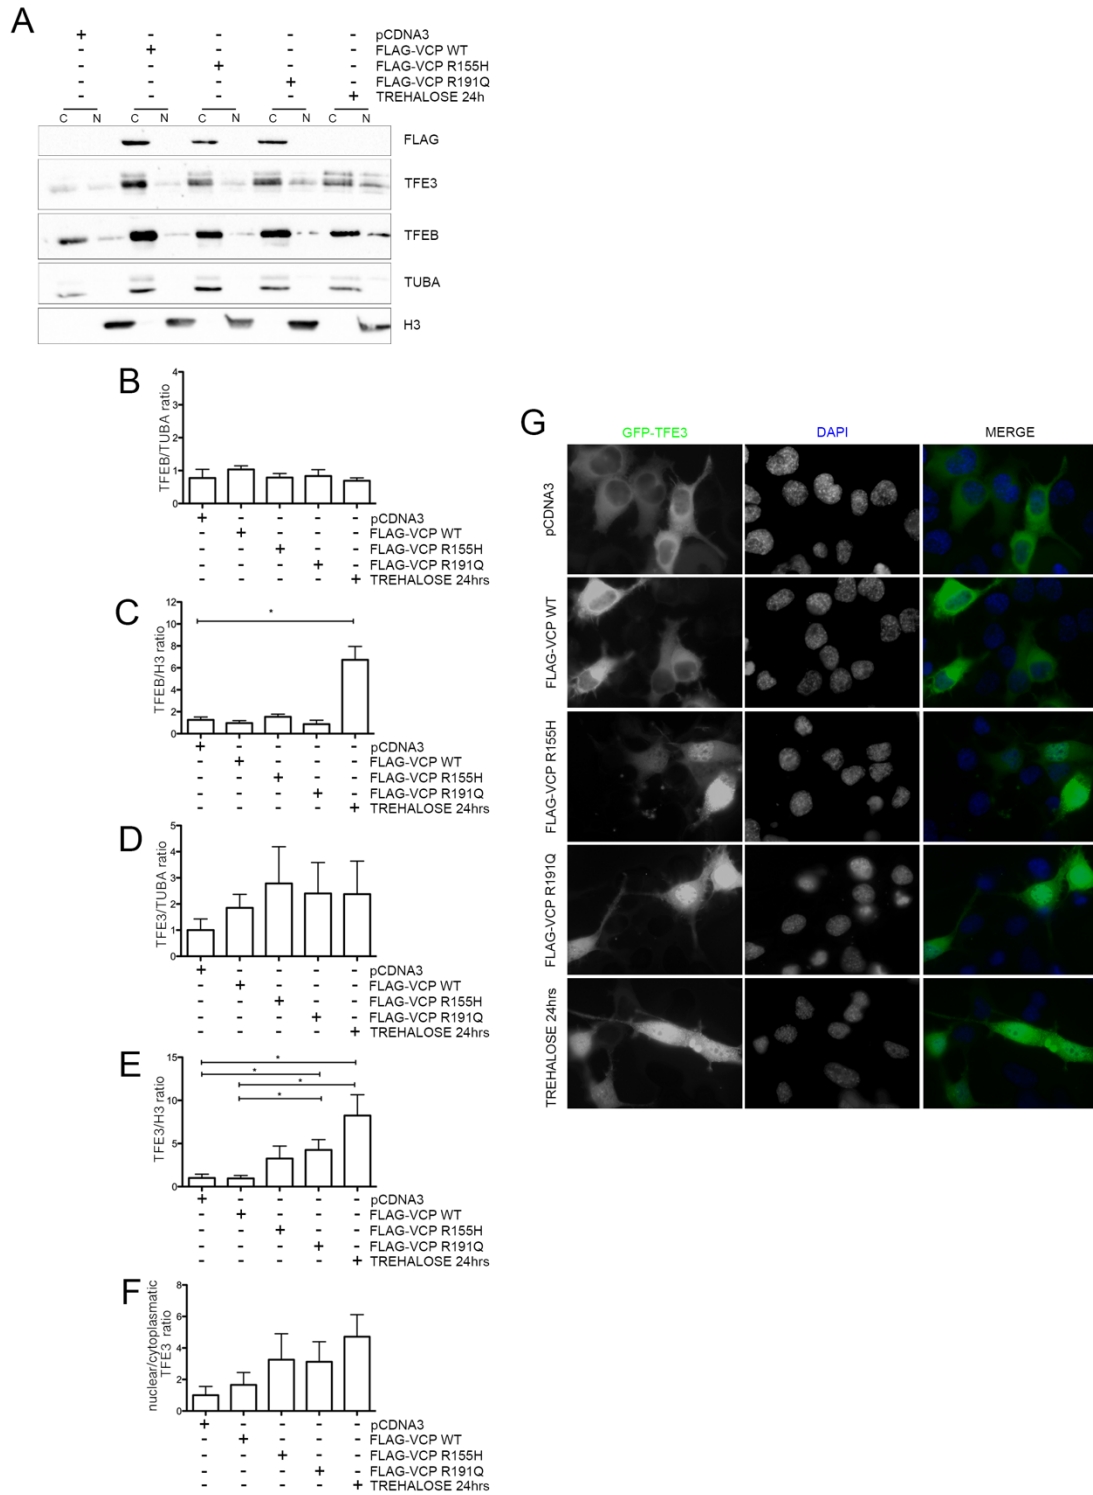 A
+ - - - - pCDNA3
- + - - - FLAG-VCP WT
- - + - - FLAG-VCP R155H
- - - + - FLAG-VCP R191Q
- - - - + TREHALOSE 24h
C N C N C N C N C N
FLAG
TFE3
TFEB
TUBA
H3
B
TFEB/TUBA ratio
4
3
2
1
0
+ - - - - pCDNA3
- + - - - FLAG-VCP WT
- - + - - FLAG-VCP R155H
- - - + - FLAG-VCP R191Q
- - - - + TREHALOSE 24hrs
C
TFEB/H3 ratio
12
10
8
6
4
2
0
*
+ - - - - pCDNA3
- + - - - FLAG-VCP WT
- - + - - FLAG-VCP R155H
- - - + - FLAG-VCP R191Q
- - - - + TREHALOSE 24hrs
D
TFE3/TUBA ratio
5
4
3
2
1
0
+ - - - - pCDNA3
- + - - - FLAG-VCP WT
- - + - - FLAG-VCP R155H
- - - + - FLAG-VCP R191Q
- - - - + TREHALOSE 24hrs
E
TFE3/H3 ratio
15
10
5
0
*
*
*
*
+ - - - - pCDNA3
- + - - - FLAG-VCP WT
- - + - - FLAG-VCP R155H
- - - + - FLAG-VCP R191Q
- - - - + TREHALOSE 24hrs
F
nuclear/cytoplasmatic
TFE3 ratio
8
6
4
2
0
+ - - - - pCDNA3
- + - - - FLAG-VCP WT
- - + - - FLAG-VCP R155H
- - - + - FLAG-VCP R191Q
- - - - + TREHALOSE 24hrs
G
GFP-TFE3 DAPI MERGE
pCDNA3
FLAG-VCP WT
FLAG-VCP R155H
FLAG-VCP R191Q
TREHALOSE 24hrs